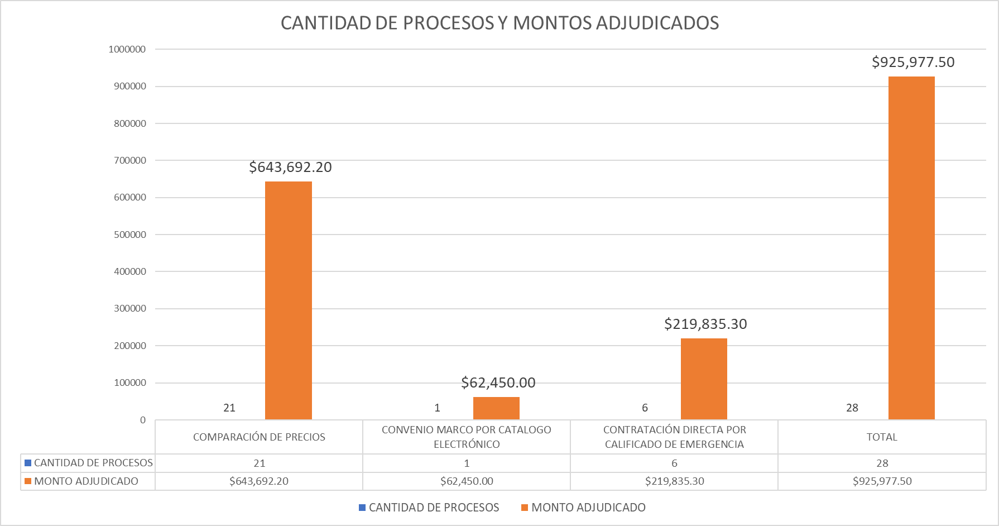 CANTIDAD DE PROCESOS Y MONTOS ADJUDICADOS
1000000
900000
800000
700000
600000
500000
400000
300000
200000
100000
0
$643,692.20
$62,450.00
$219,835.30
$925,977.50
21
1
6
28
COMPARACIÓN DE PRECIOS
CONVENIO MARCO POR CATALOGO
ELECTRÓNICO
CONTRATACIÓN DIRECTA POR
CALIFICADO DE EMERGENCIA
TOTAL
CANTIDAD DE PROCESOS 21 1 6 28
MONTO ADJUDICADO $643,692.20 $62,450.00 $219,835.30 $925,977.50
CANTIDAD DE PROCESOS MONTO ADJUDICADO